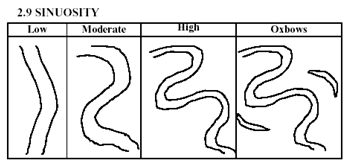 2.9 SINUOSITY
Low Moderate High Oxbows